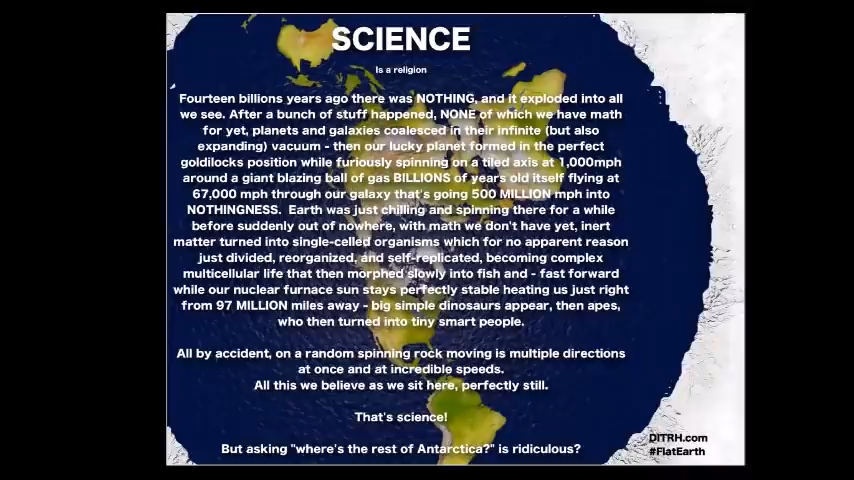 SCIENCE
Is a religion
Fourteen billions years ago there was NOTHING, and it exploded into all
we see. After a bunch of stuff happened, NONE of which we have math
for yet, planets and galaxies coalesced in their infinite (but also
expanding) vacuum - then our lucky planet formed in the perfect
goldilocks position while furiously spinning on a tiled axis at 1,000mph
around a giant blazing ball of gas BILLIONS of years old itself flying at
67,000 mph through our galaxy that's going 500 MILLION mph into
NOTHINGNESS. Earth was just chilling and spinning there for a while
before suddenly out of nowhere, with math we don't have yet, inert
matter turned into single-celled organisms which for no apparent reason
just divided, reorganized, and self-replicated, becoming complex
multicellular life that then morphed slowly into fish and - fast forward
while our nuclear furnace sun stays perfectly stable heating us just right
from 97 MILLION miles away - big simple dinosaurs appear, then apes,
who then turned into tiny smart people.
All by accident, on a random spinning rock moving is multiple directions
at once and at incredible speeds.
All this we believe as we sit here, perfectly still.
That's science!
But asking "where's the rest of Antarctica?" is ridiculous?
DITRH.com
#FlatEarth